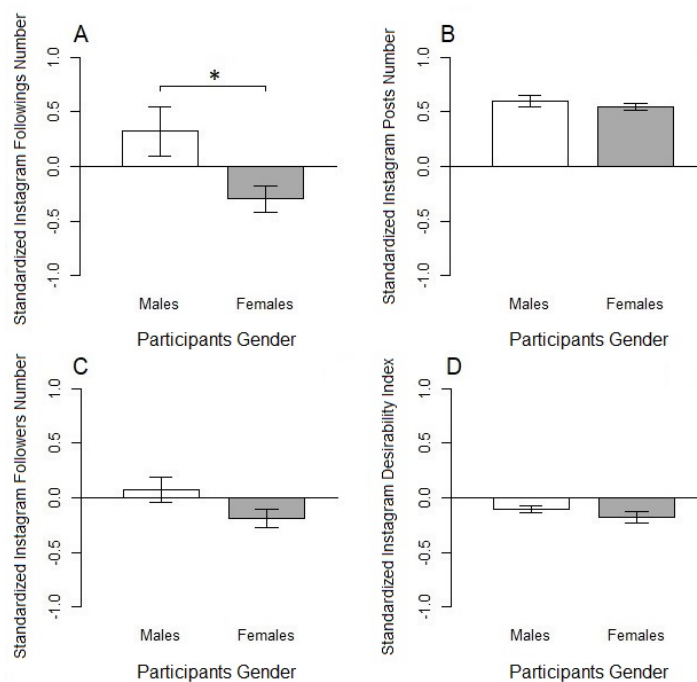 A
Standardized Instagram Followings Number
1.0
0.5
0.0
-0.5
-1.0
*
Males
Females
Participants Gender
B
Standardized Instagram Posts Number
1.0
0.5
0.0
-0.5
-1.0
Males
Females
Participants Gender
C
Standardized Instagram Followers Number
1.0
0.5
0.0
-0.5
-1.0
Males
Females
Participants Gender
D
Standardized Instagram Desirability Index
1.0
0.5
0.0
-0.5
-1.0
Males
Females
Participants Gender